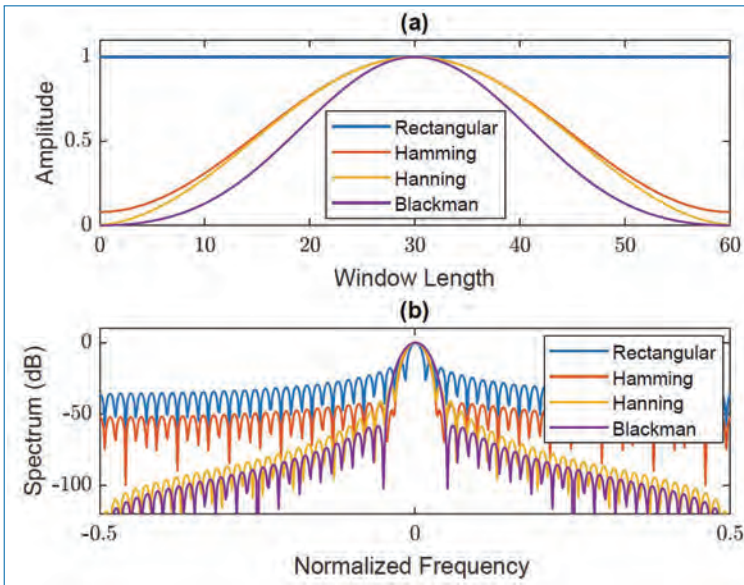 (a)
1
0.5
0
Amplitude
Rectangular
Hamming
Hanning
Blackman
0 10 20 30 40 50 60
Window Length
(b)
0
-50
-100
Spectrum (dB)
Rectangular
Hamming
Hanning
Blackman
-0.5 0 0.5
Normalized Frequency